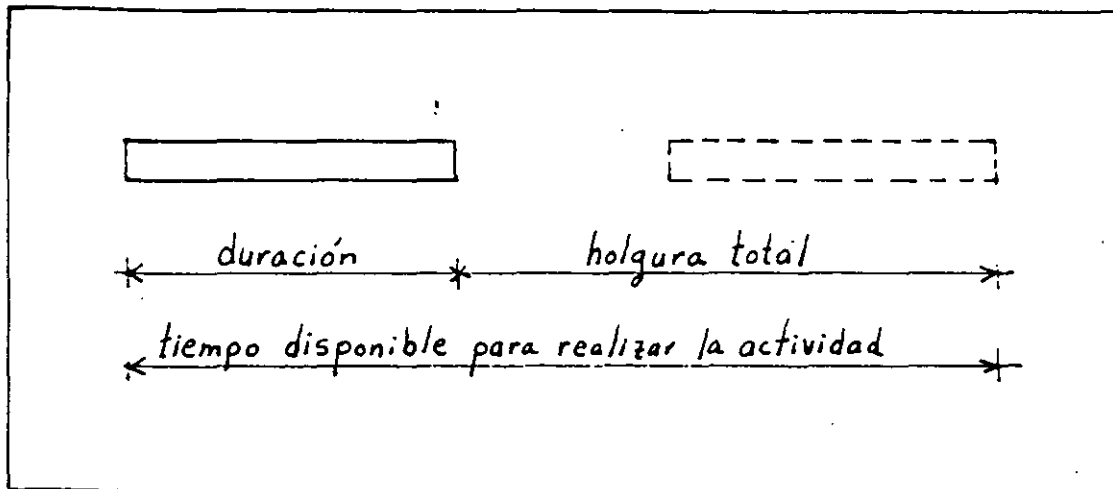 duración holgura total
tiempo disponible para realizar la actividad